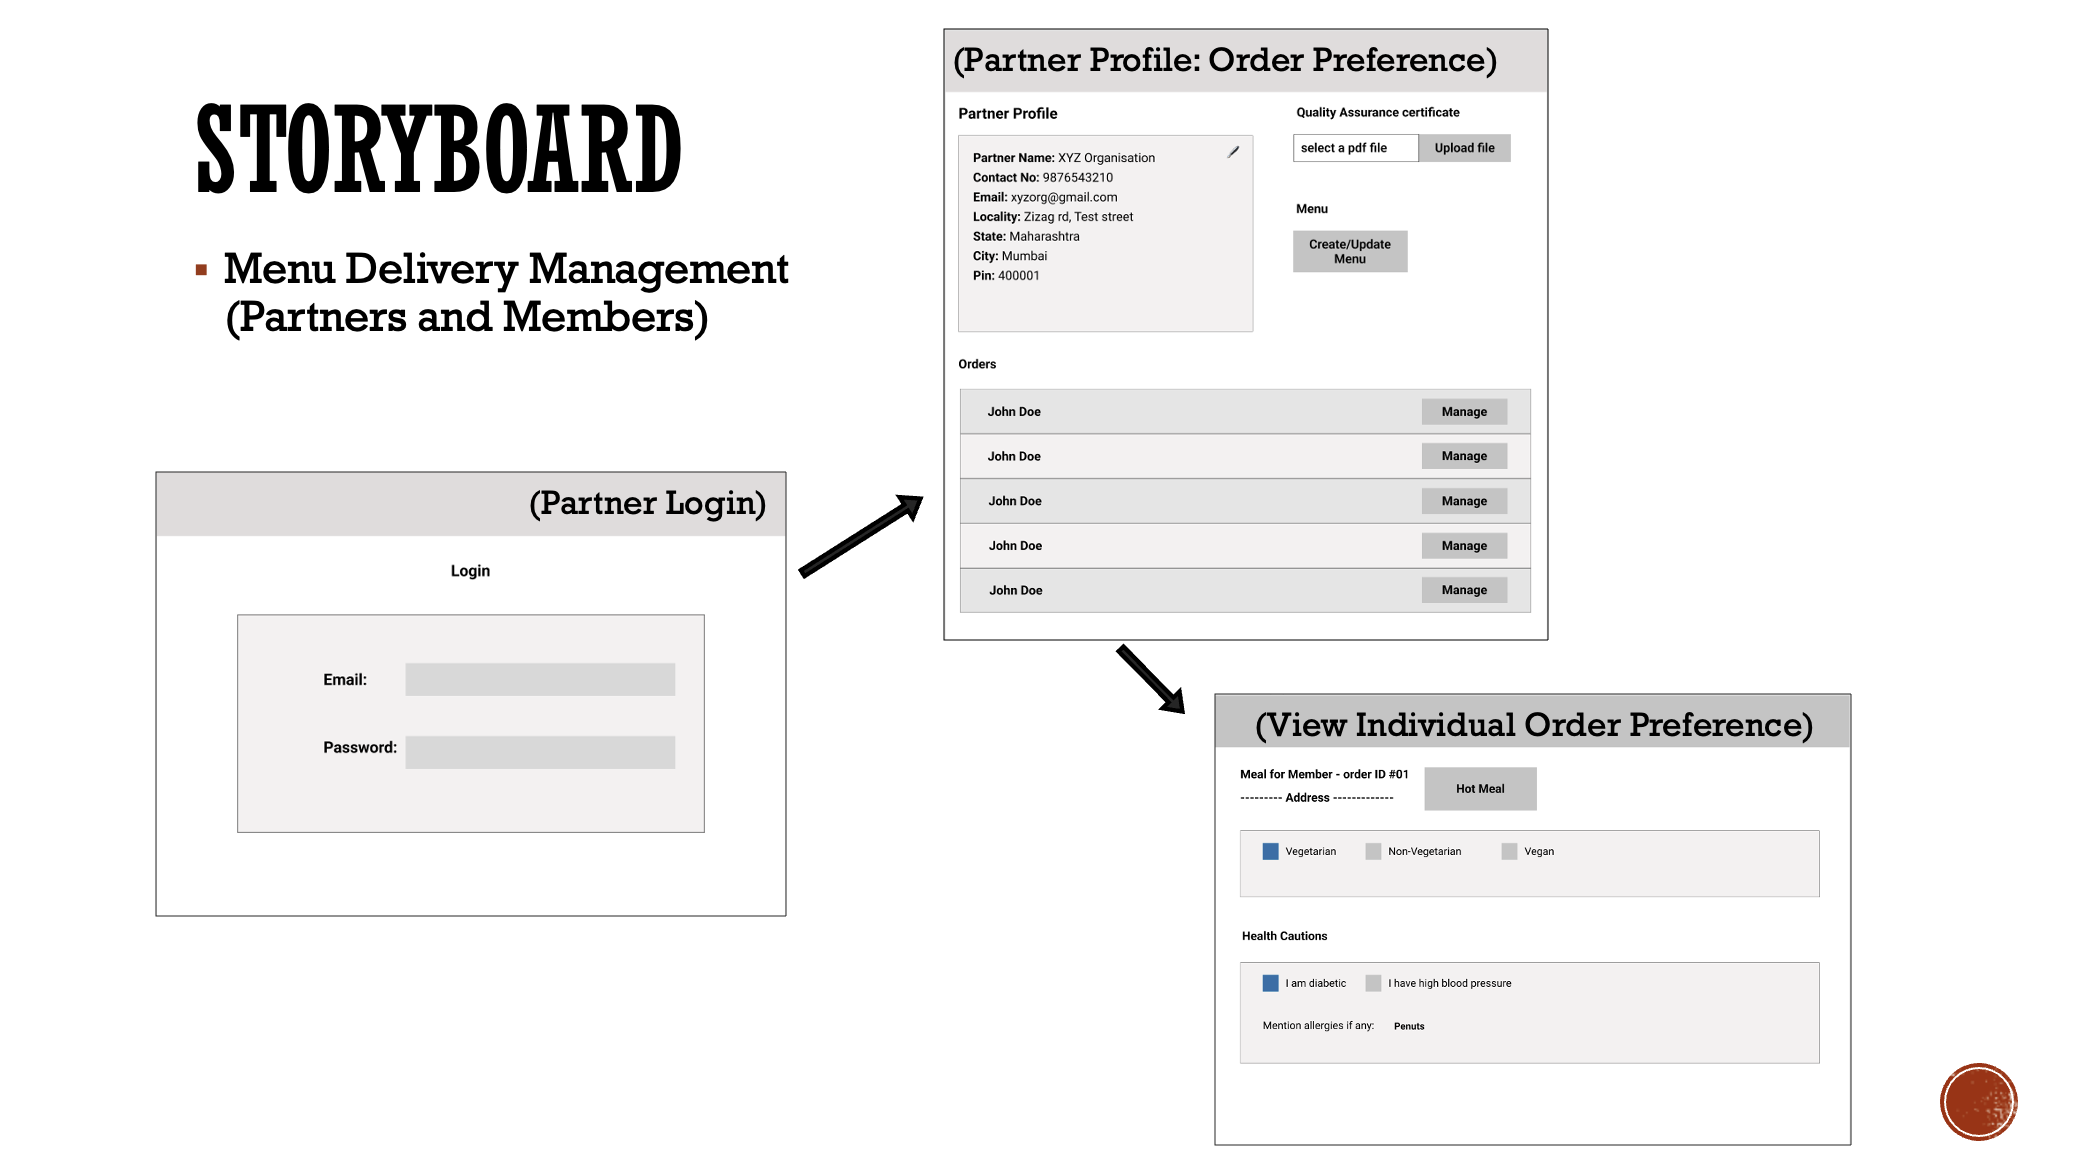 STORYBOARD
Menu Delivery Management
(Partners and Members)
(Partner Login)
Login
Email:
Password:
(Partner Profile: Order Preference)
Partner Profile
Partner Name: XYZ Organisation
Contact No: 9876543210
Email: xyzorg@gmail.com
Locality: Zizag rd, Test street
State: Maharashtra
City: Mumbai
Pin: 400001
Quality Assurance certificate
select a pdf file Upload file
Menu
Create/Update
Menu
Orders
John Doe Manage
John Doe Manage
John Doe Manage
John Doe Manage
John Doe Manage
(View Individual Order Preference)
Meal for Member - order ID #01
--------- Address -------------
Hot Meal
Vegetarian Non-Vegetarian Vegan
Health Cautions
I am diabetic I have high blood pressure
Mention allergies if any: Penuts